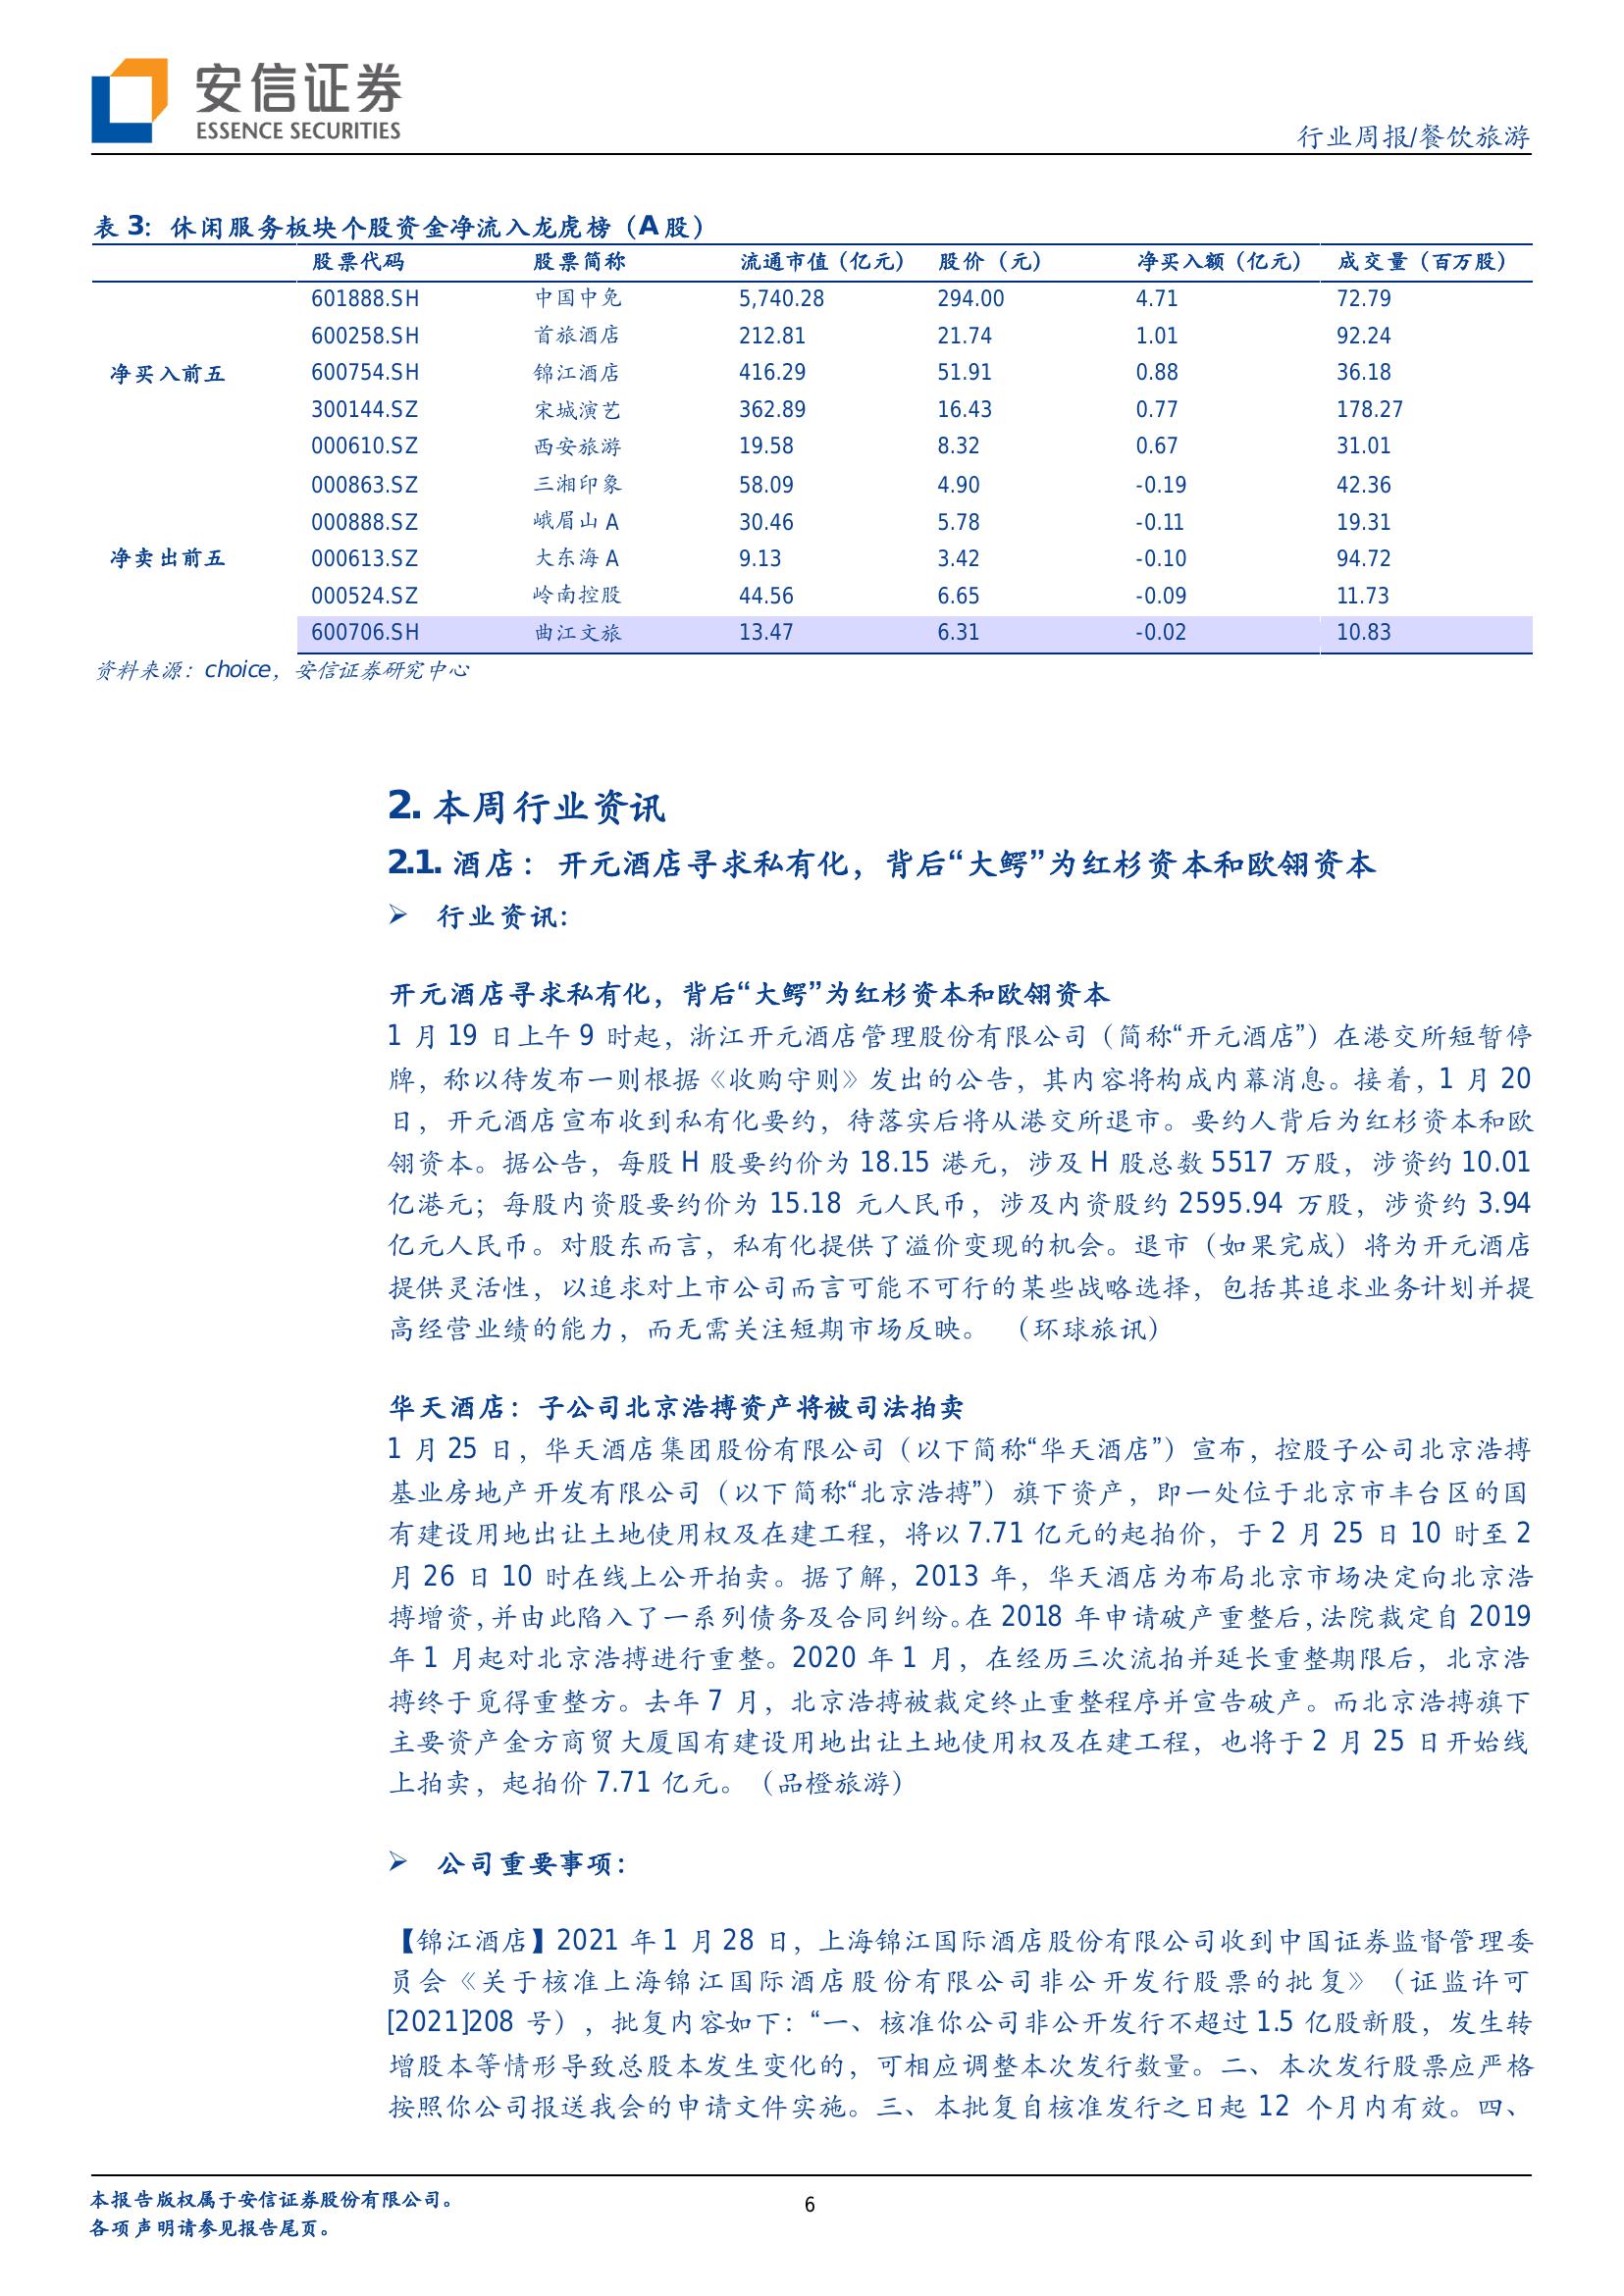 安信证券
ESSENCE SECURITIES
行业周报/餐饮旅游
表 3：休闲服务板块个股资金净流入龙虎榜（A 股）
股票代码 股票简称 流通市值（亿元） 股价（元） 净买入额（亿元） 成交量（百万股）
601888.SH 中国中免 5,740.28 294.00 4.71 72.79
600258.SH 首旅酒店 212.81 21.74 1.01 92.24
净买入前五 600754.SH 锦江酒店 416.29 51.91 0.88 36.18
300144.SZ 宋城演艺 362.89 16.43 0.77 178.27
000610.SZ 西安旅游 19.58 8.32 0.67 31.01
000863.SZ 三湘印象 58.09 4.90 -0.19 42.36
000888.SZ 峨眉山 A 30.46 5.78 -0.11 19.31
净卖出前五 000613.SZ 大东海 A 9.13 3.42 -0.10 94.72
000524.SZ 岭南控股 44.56 6.65 -0.09 11.73
600706.SH 曲江文旅 13.47 6.31 -0.02 10.83
资料来源：choice，安信证券研究中心
2. 本周行业资讯
2.1. 酒店：开元酒店寻求私有化，背后“大鳄”为红杉资本和欧翎资本
➢ 行业资讯：
开元酒店寻求私有化，背后“大鳄”为红杉资本和欧翎资本
1 月 19 日上午 9 时起，浙江开元酒店管理股份有限公司（简称“开元酒店”）在港交所短暂停
牌，称以待发布一则根据《收购守则》发出的公告，其内容将构成内幕消息。接着，1 月 20
日，开元酒店宣布收到私有化要约，待落实后将从港交所退市。要约人背后为红杉资本和欧
翎资本。据公告，每股 H 股要约价为 18.15 港元，涉及 H 股总数 5517 万股，涉资约 10.01
亿港元；每股内资股要约价为 15.18 元人民币，涉及内资股约 2595.94 万股，涉资约 3.94
亿元人民币。对股东而言，私有化提供了溢价变现的机会。退市（如果完成）将为开元酒店
提供灵活性，以追求对上市公司而言可能不可行的某些战略选择，包括其追求业务计划并提
高经营业绩的能力，而无需关注短期市场反映。 （环球旅讯）
华天酒店：子公司北京浩搏资产将被司法拍卖
1 月 25 日，华天酒店集团股份有限公司（以下简称“华天酒店”）宣布，控股子公司北京浩搏
基业房地产开发有限公司（以下简称“北京浩搏”）旗下资产，即一处位于北京市丰台区的国
有建设用地出让土地使用权及在建工程，将以 7.71 亿元的起拍价，于 2 月 25 日 10 时至 2
月 26 日 10 时在线上公开拍卖。据了解，2013 年，华天酒店为布局北京市场决定向北京浩
搏增资，并由此陷入了一系列债务及合同纠纷。在 2018 年申请破产重整后，法院裁定自 2019
年 1 月起对北京浩搏进行重整。2020 年 1 月，在经历三次流拍并延长重整期限后，北京浩
搏终于觅得重整方。去年 7 月，北京浩搏被裁定终止重整程序并宣告破产。而北京浩搏旗下
主要资产金方商贸大厦国有建设用地出让土地使用权及在建工程，也将于 2 月 25 日开始线
上拍卖，起拍价 7.71 亿元。（品橙旅游）
➢ 公司重要事项：
【锦江酒店】2021 年 1 月 28 日，上海锦江国际酒店股份有限公司收到中国证券监督管理委
员会《关于核准上海锦江国际酒店股份有限公司非公开发行股票的批复》（证监许可
[2021]208 号），批复内容如下：“一、核准你公司非公开发行不超过 1.5 亿股新股，发生转
增股本等情形导致总股本发生变化的，可相应调整本次发行数量。二、本次发行股票应严格
按照你公司报送我会的申请文件实施。三、本批复自核准发行之日起 12 个月内有效。四、
本报告版权属于安信证券股份有限公司。
各项声明请参见报告尾页。
6